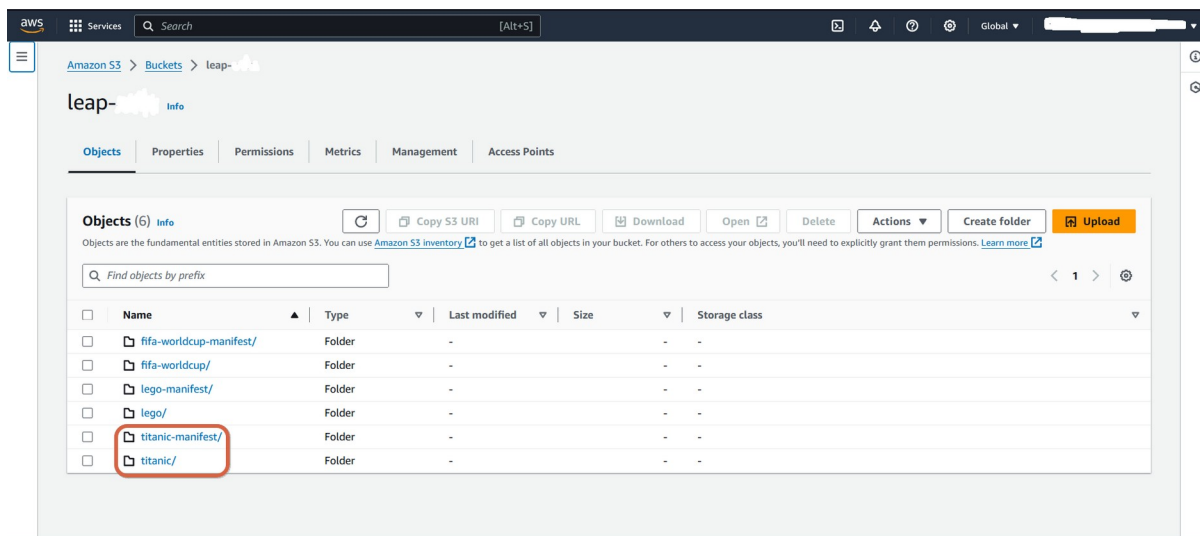 aws Services Search [Alt+S] Global ▼
Amazon S3 > Buckets > leap-
leap- Info
Objects Properties Permissions Metrics Management Access Points
Objects (6) Info Copy S3 URI Copy URL Download Open Delete Actions ▼ Create folder Upload
Objects are the fundamental entities stored in Amazon S3. You can use Amazon S3 inventory to get a list of all objects in your bucket. For others to access your objects, you'll need to explicitly grant them permissions. Learn more
Find objects by prefix < 1 >
Name Type Last modified Size Storage class
fifa-worldcup-manifest/ Folder - - -
fifa-worldcup/ Folder - - -
lego-manifest/ Folder - - -
lego/ Folder - - -
titanic-manifest/ Folder - - -
titanic/ Folder - - -